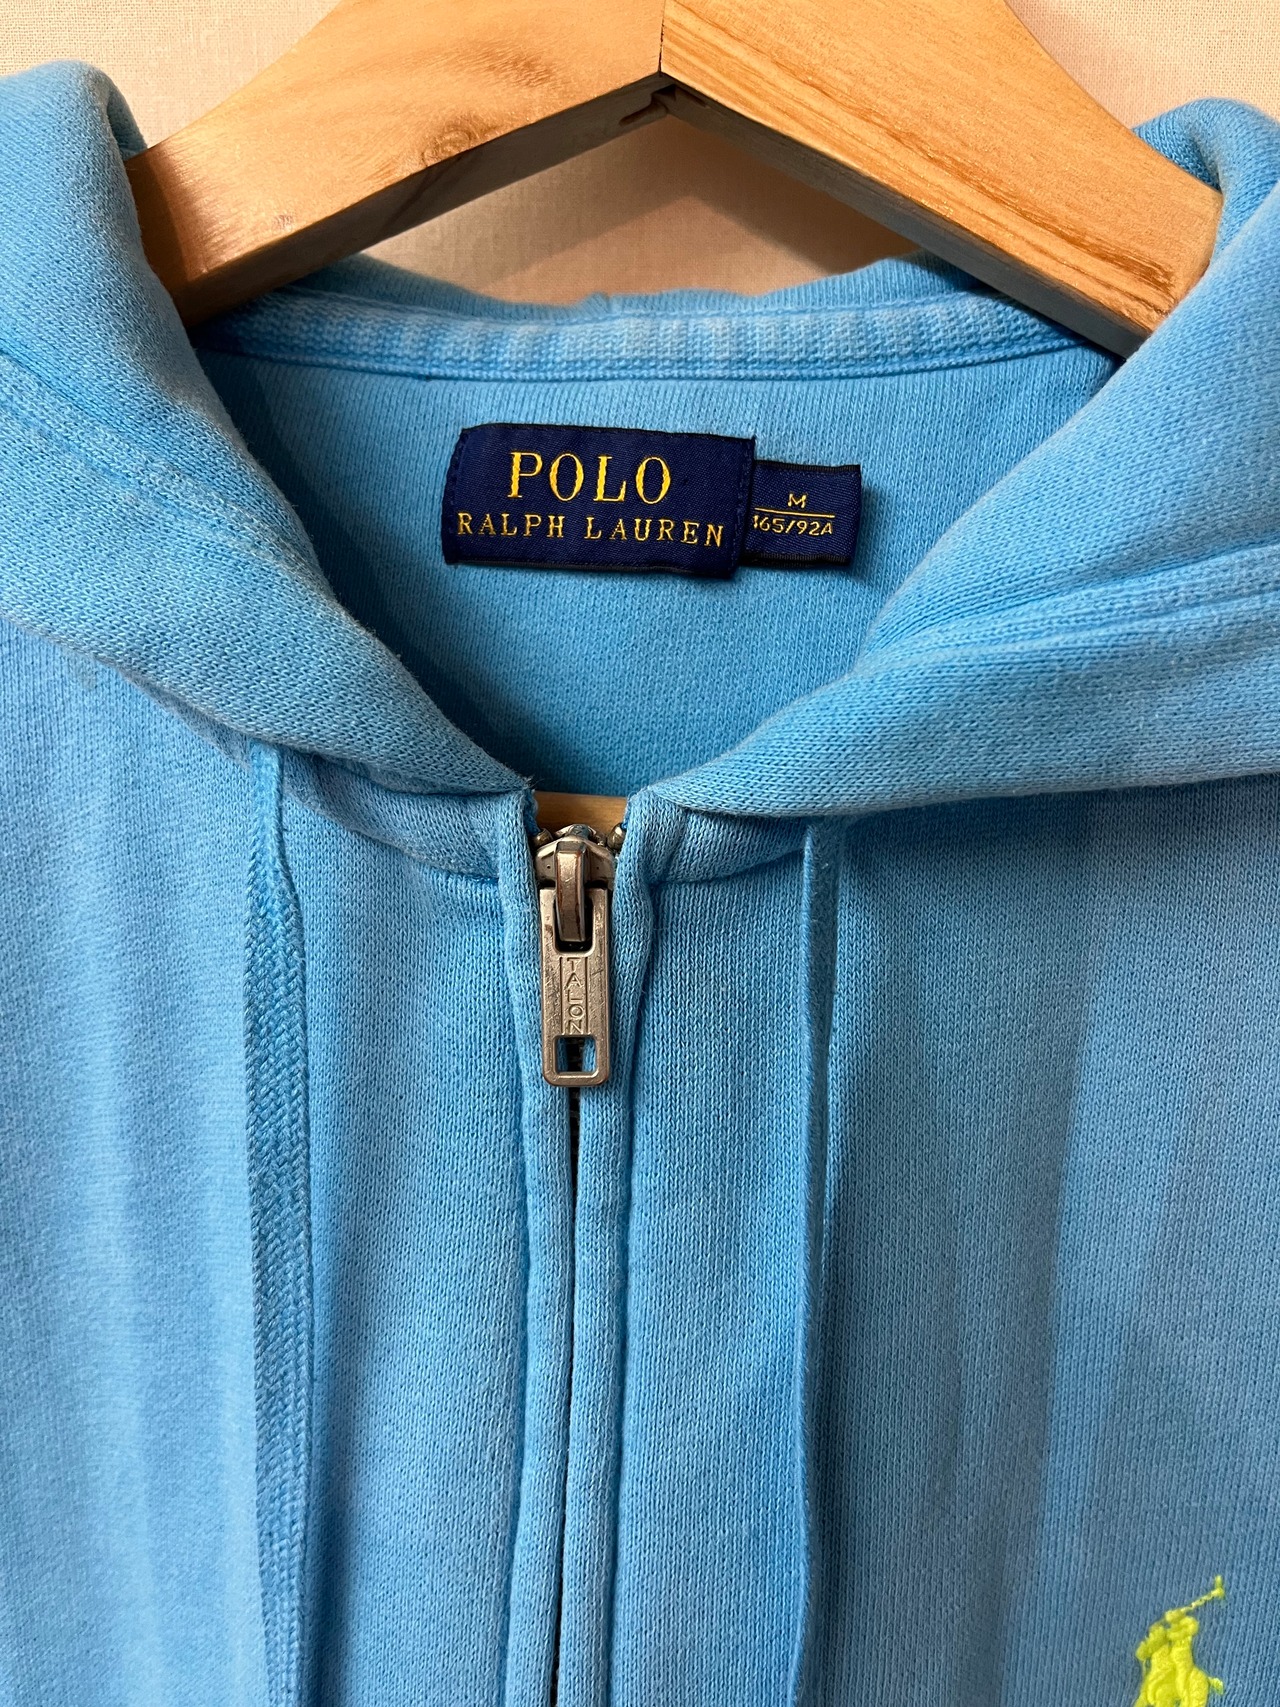 POLO
RALPH LAUREN
M
165/92A
TALON